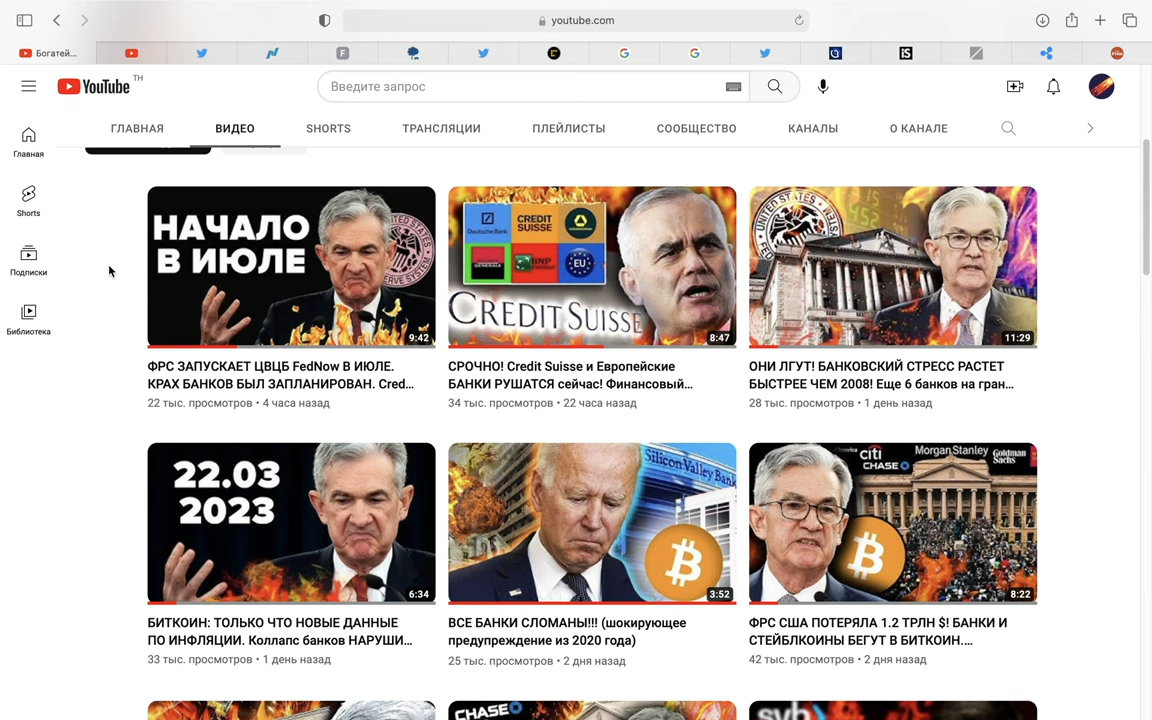 youtube.com
Богатей...
YouTube TH
Введите запрос
ГЛАВНАЯ
ВИДЕО
SHORTS
ТРАНСЛЯЦИИ
ПЛЕЙЛИСТЫ
СООБЩЕСТВО
КАНАЛЫ
О КАНАЛЕ
Главная
Shorts
Подписки
Библиотека
НАЧАЛО
В ИЮЛЕ
9:42
ФРС ЗАПУСКАЕТ ЦВЦБ FedNow В ИЮЛЕ.
КРАХ БАНКОВ БЫЛ ЗАПЛАНИРОВАН. Cred...
22 тыс. просмотров • 4 часа назад
Deutsche Bank
CREDIT SUISSE
BNP
EU
CREDIT SUISSE
8:47
СРОЧНО! Credit Suisse и Европейские
БАНКИ РУШАТСЯ сейчас! Финансовый...
34 тыс. просмотров • 22 часа назад
UNITED STATES
11:29
ОНИ ЛГУТ! БАНКОВСКИЙ СТРЕСС РАСТЕТ
БЫСТРЕЕ ЧЕМ 2008! Еще 6 банков на гран...
28 тыс. просмотров • 1 день назад
22.03
2023
6:34
БИТКОИН: ТОЛЬКО ЧТО НОВЫЕ ДАННЫЕ
ПО ИНФЛЯЦИИ. Коллапс банков НАРУШИ...
33 тыс. просмотров • 1 день назад
Silicon Valley Bank
3:52
ВСЕ БАНКИ СЛОМАНЫ!!! (шокирующее
предупреждение из 2020 года)
25 тыс. просмотров • 2 дня назад
citi
CHASE
Morgan Stanley
Goldman
Sachs
8:22
ФРС США ПОТЕРЯЛА 1.2 ТРЛН $! БАНКИ И
СТЕЙБЛКОИНЫ БЕГУТ В БИТКОИН....
42 тыс. просмотров • 2 дня назад
CHASE
svb